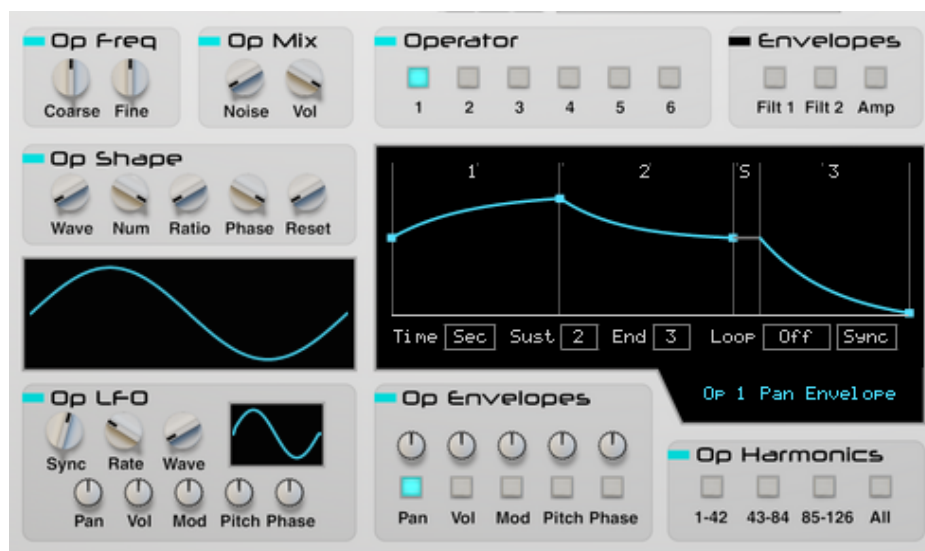 Op Freq
Coarse Fine
Op Mix
Noise Vol
Operator
1 2 3 4 5 6
Envelopes
Filt 1 Filt 2 Amp
Op Shape
Wave Num Ratio Phase Reset
1 2 S 3
Time Sec Sust 2 End 3 Loop Off Sync
Op 1 Pan Envelope
Op LFO
Sync Rate Wave
Pan Vol Mod Pitch Phase
Op Envelopes
Pan Vol Mod Pitch Phase
Op Harmonics
1-42 43-84 85-126 All